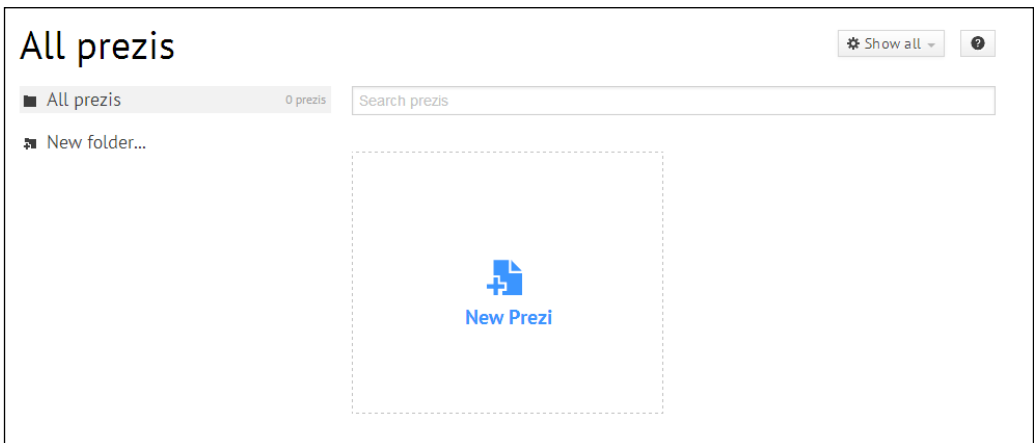 All prezis
Show all
All prezis 0 prezis
Search prezis
New folder...
New Prezi